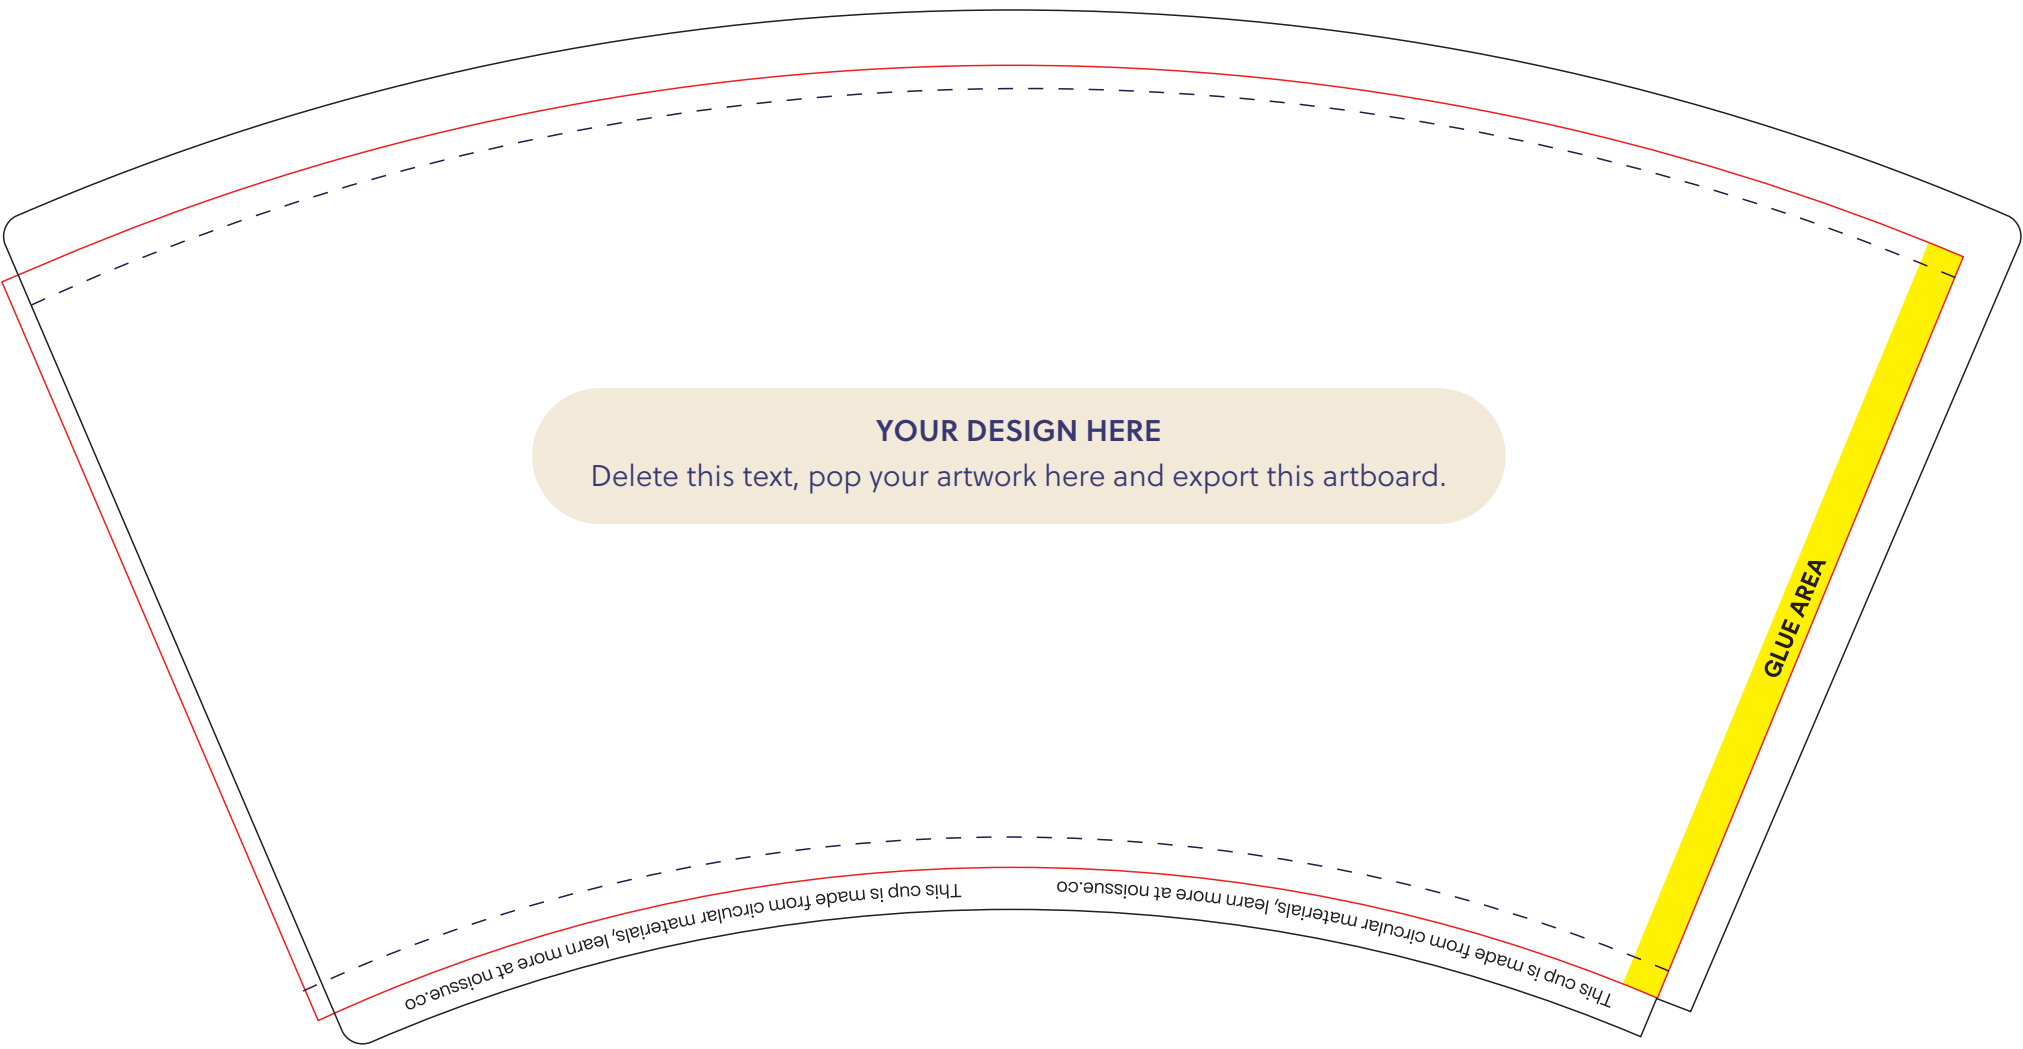 YOUR DESIGN HERE
Delete this text, pop your artwork here and export this artboard.
GLUE AREA
This cup is made from circular materials, learn more at noissue.co
This cup is made from circular materials, learn more at noissue.co